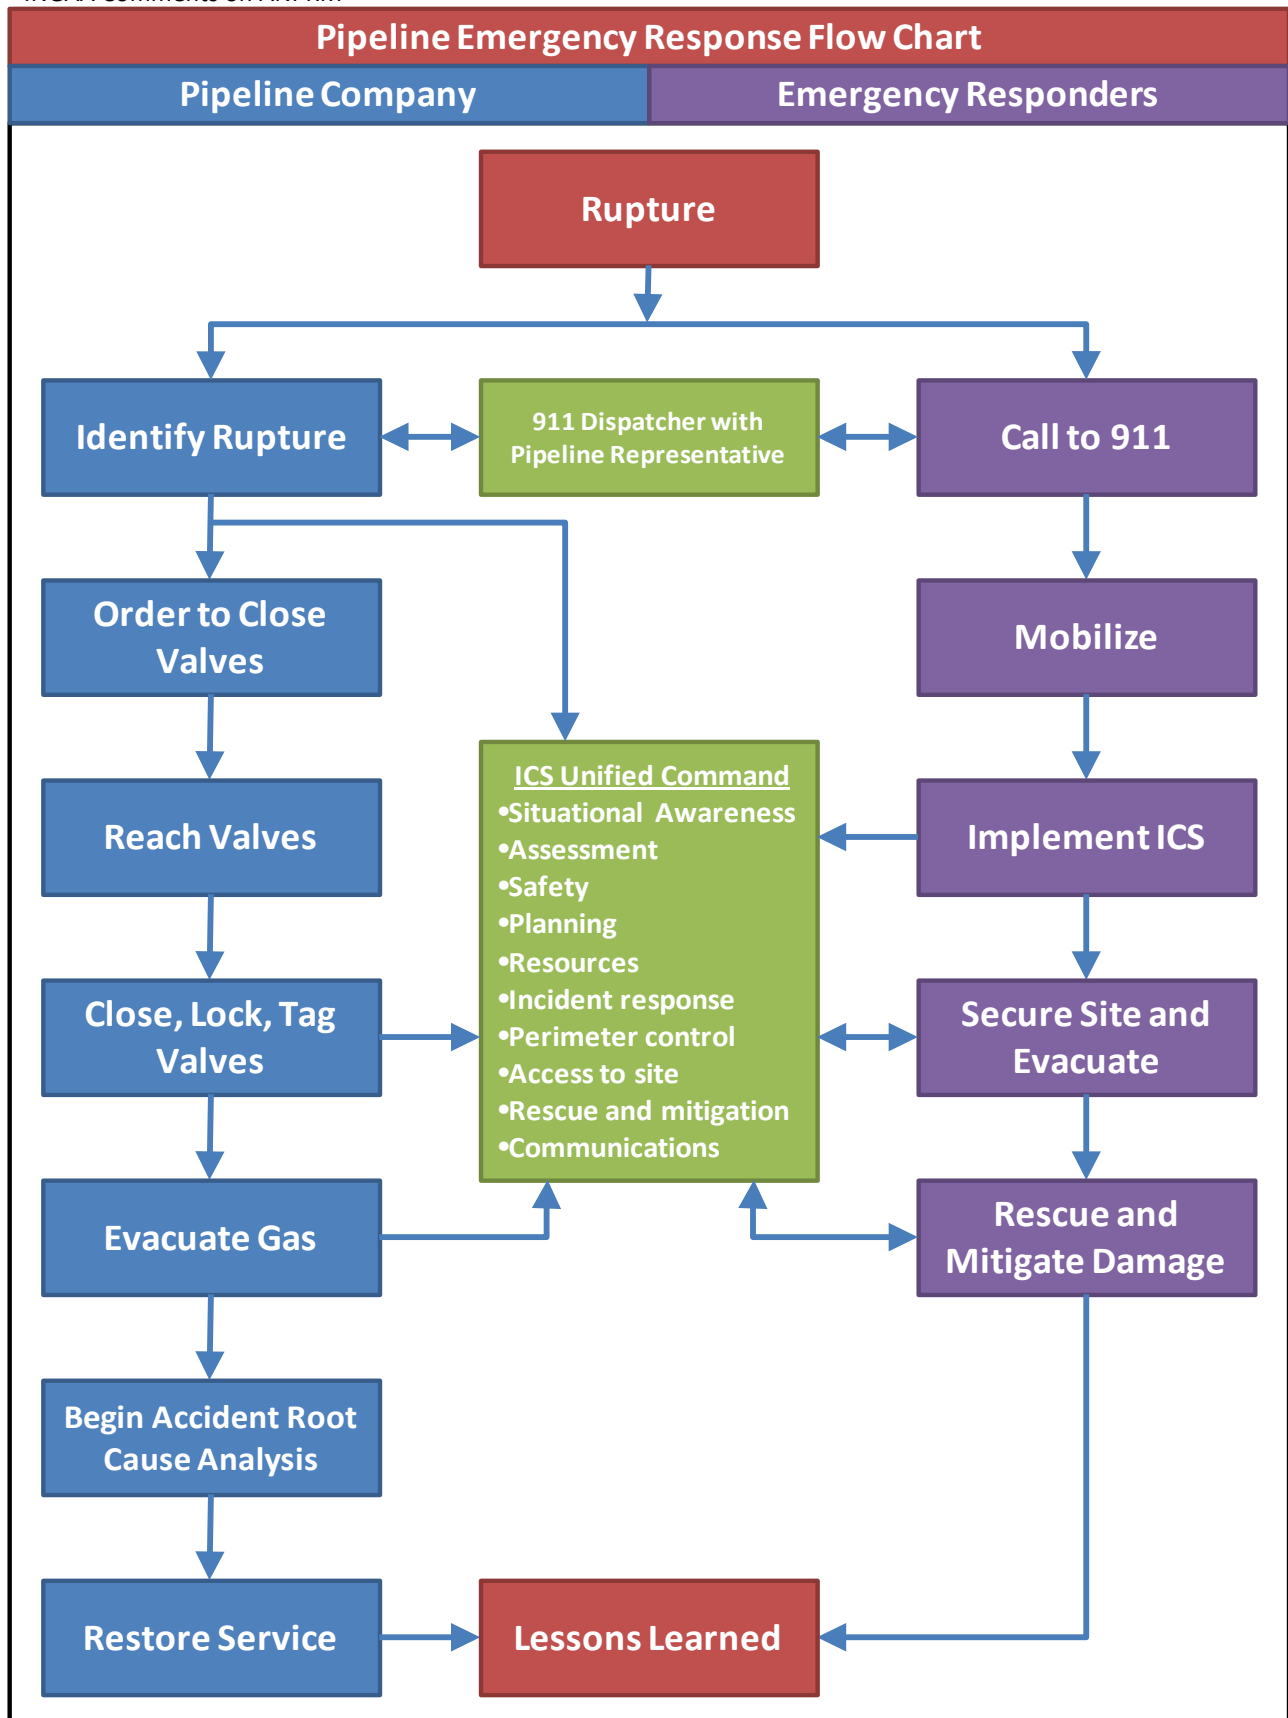 Pipeline Emergency Response Flow Chart
Pipeline Company
Emergency Responders
Rupture
Identify Rupture
911 Dispatcher with
Pipeline Representative
Call to 911
Order to Close
Valves
Mobilize
Reach Valves
ICS Unified Command
•Situational Awareness
•Assessment
•Safety
•Planning
•Resources
•Incident response
•Perimeter control
•Access to site
•Rescue and mitigation
•Communications
Implement ICS
Close, Lock, Tag
Valves
Secure Site and
Evacuate
Evacuate Gas
Rescue and
Mitigate Damage
Begin Accident Root
Cause Analysis
Restore Service
Lessons Learned